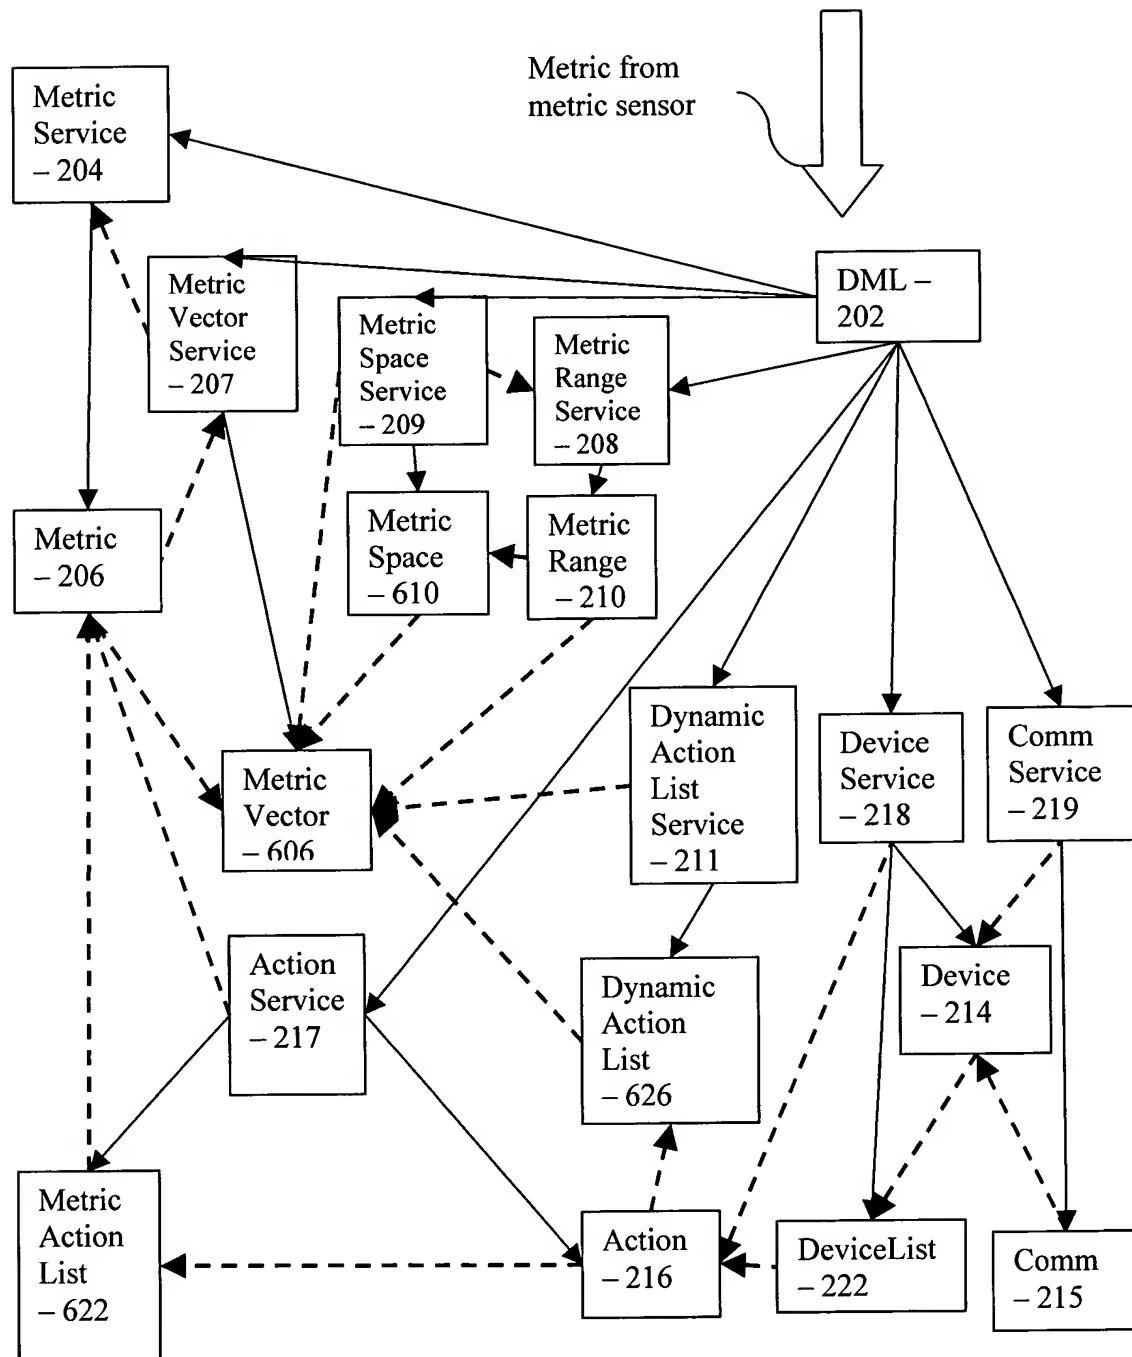 Metric from
metric sensor
Metric
Service
– 204
DML –
202
Metric
Vector
Service
– 207
Metric
Space
Service
– 209
Metric
Range
Service
– 208
Metric
– 206
Metric
Space
– 610
Metric
Range
– 210
Metric
Vector
– 606
Dynamic
Action
List
Service
– 211
Device
Service
– 218
Comm
Service
– 219
Action
Service
– 217
Dynamic
Action
List
– 626
Device
– 214
Metric
Action
List
– 622
Action
– 216
DeviceList
– 222
Comm
– 215